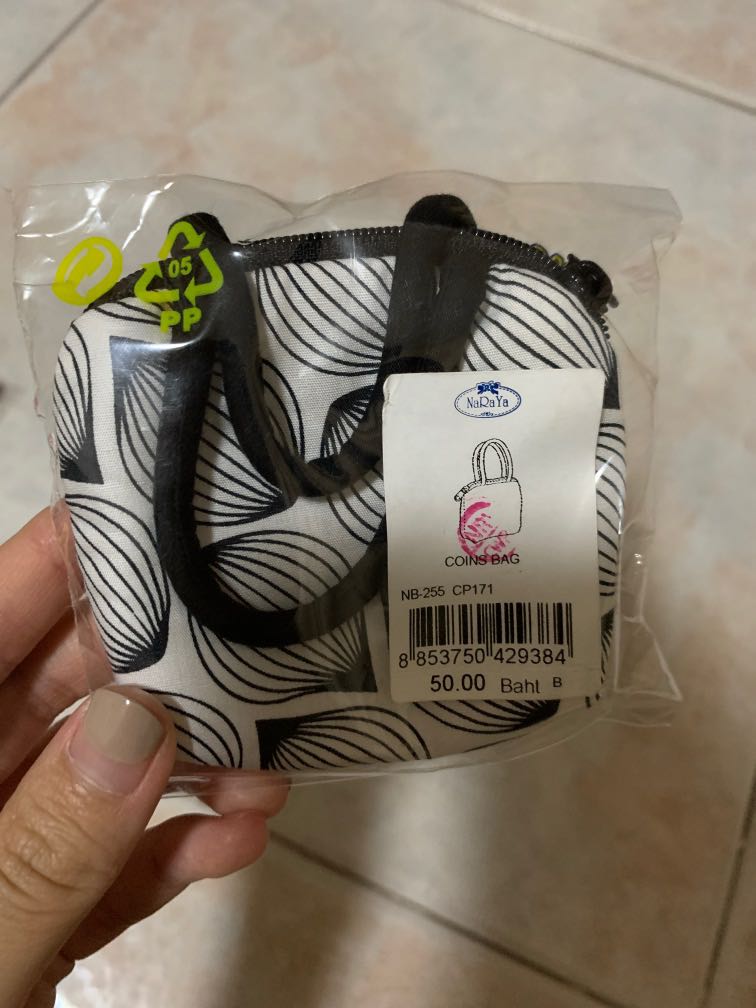 05
PP
NaRaYa
COINS BAG
NB-255 CP171
8 853750 429384
50.00 Baht B